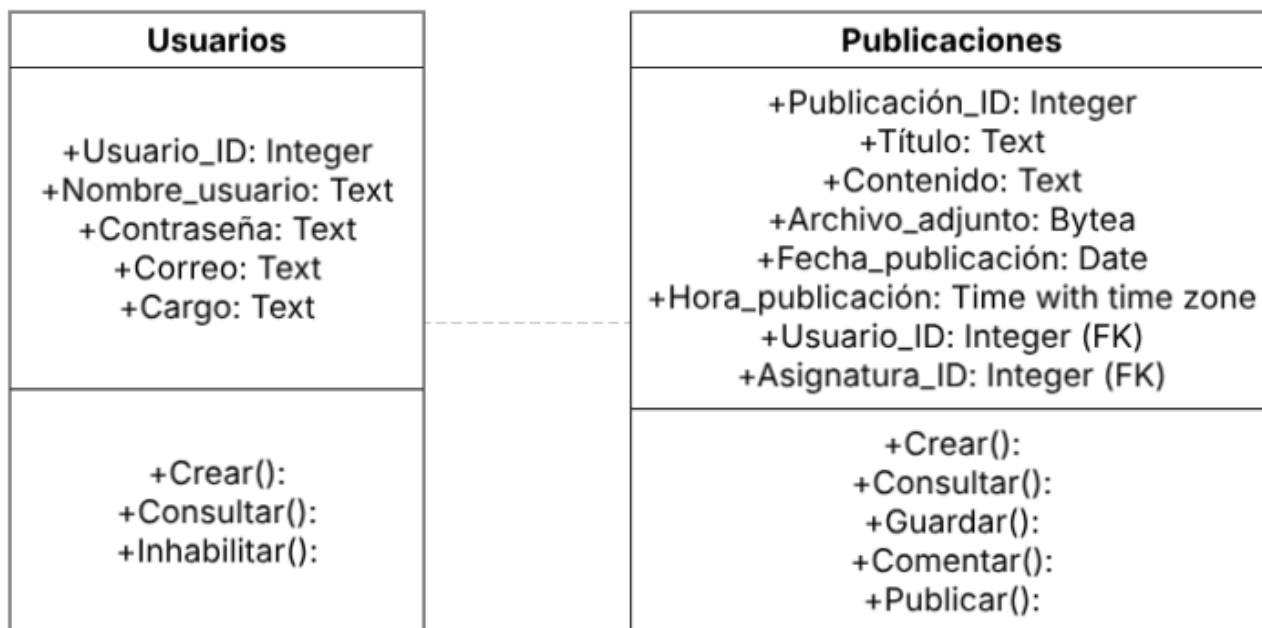 Usuarios
+Usuario_ID: Integer
+Nombre_usuario: Text
+Contraseña: Text
+Correo: Text
+Cargo: Text
+Crear():
+Consultar():
+Inhabilitar():
Publicaciones
+Publicación_ID: Integer
+Título: Text
+Contenido: Text
+Archivo_adjunto: Bytea
+Fecha_publicación: Date
+Hora_publicación: Time with time zone
+Usuario_ID: Integer (FK)
+Asignatura_ID: Integer (FK)
+Crear():
+Consultar():
+Guardar():
+Comentar():
+Publicar():